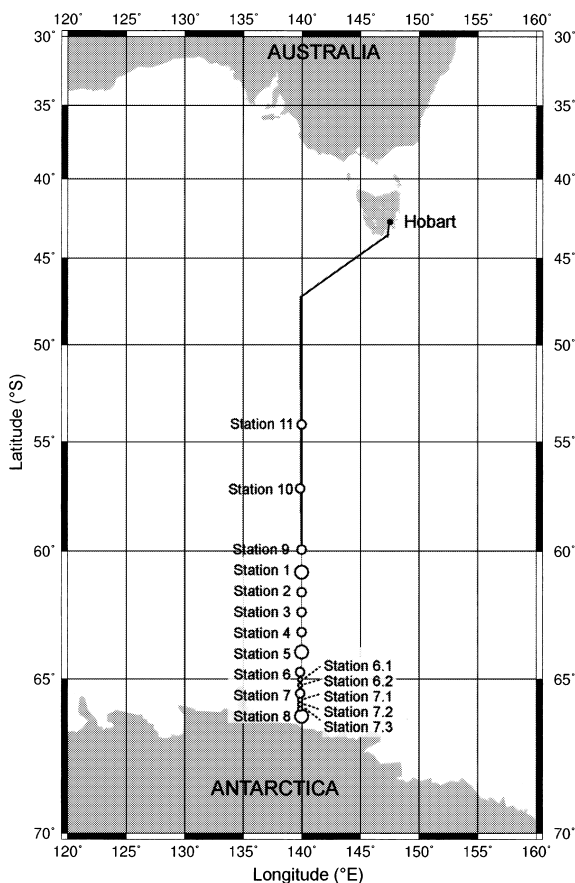 120° 125° 130° 135° 140° 145° 150° 155° 160°
30° 30°
AUSTRALIA
35° 35°
40° 40°
Hobart
45° 45°
50° 50°
Station 11
55° 55°
Station 10
Station 9
60° 60°
Station 1
Station 2
Station 3
Station 4
Station 5
Station 6 Station 6.1
65° Station 6.2 65°
Station 7 Station 7.1
Station 7.2
Station 8 Station 7.3
ANTARCTICA
70° 70°
120° 125° 130° 135° 140° 145° 150° 155° 160°
Longitude (°E)
Latitude (°S)